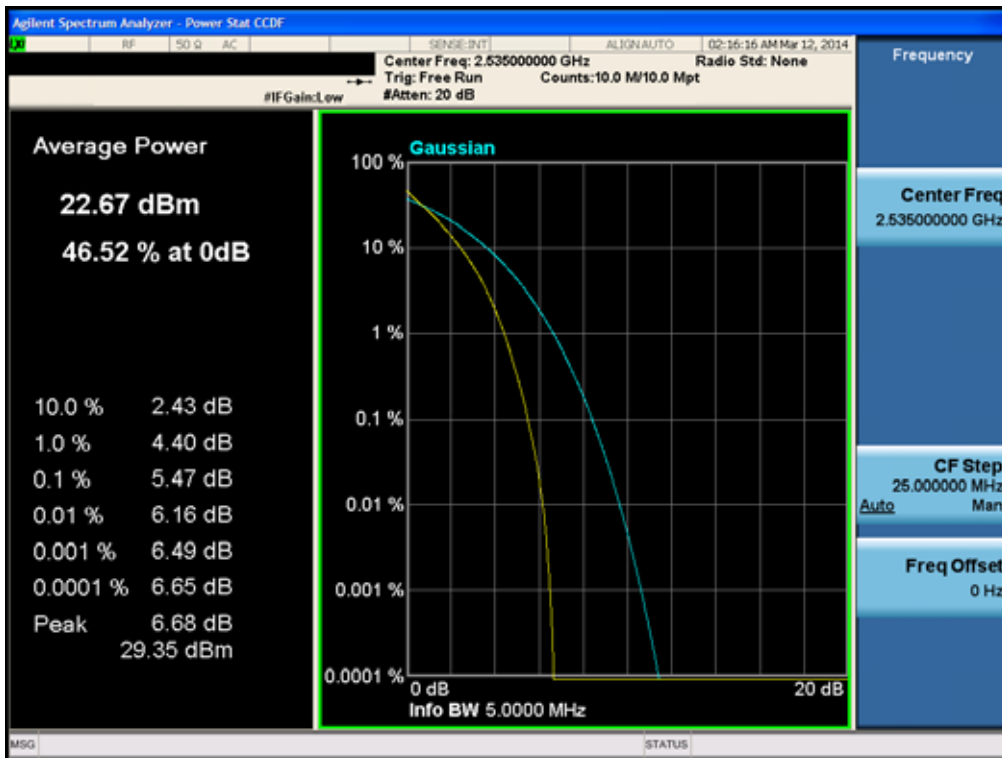 Agilent Spectrum Analyzer - Power Stat CCDF
LXI RF 50 Ω AC SENSE:INT ALIGN AUTO 02:16:16 AM Mar 12, 2014
Center Freq: 2.535000000 GHz Radio Std: None
Trig: Free Run Counts:10.0 M/10.0 Mpt
#IFGain:Low #Atten: 20 dB
Average Power
22.67 dBm
46.52 % at 0dB
10.0 % 2.43 dB
1.0 % 4.40 dB
0.1 % 5.47 dB
0.01 % 6.16 dB
0.001 % 6.49 dB
0.0001 % 6.65 dB
Peak 6.68 dB
29.35 dBm
Gaussian
100 %
10 %
1 %
0.1 %
0.01 %
0.001 %
0.0001 %
0 dB 20 dB
Info BW 5.0000 MHz
Frequency
Center Freq
2.535000000 GHz
CF Step
25.000000 MHz
Auto Man
Freq Offset
0 Hz
MSG STATUS